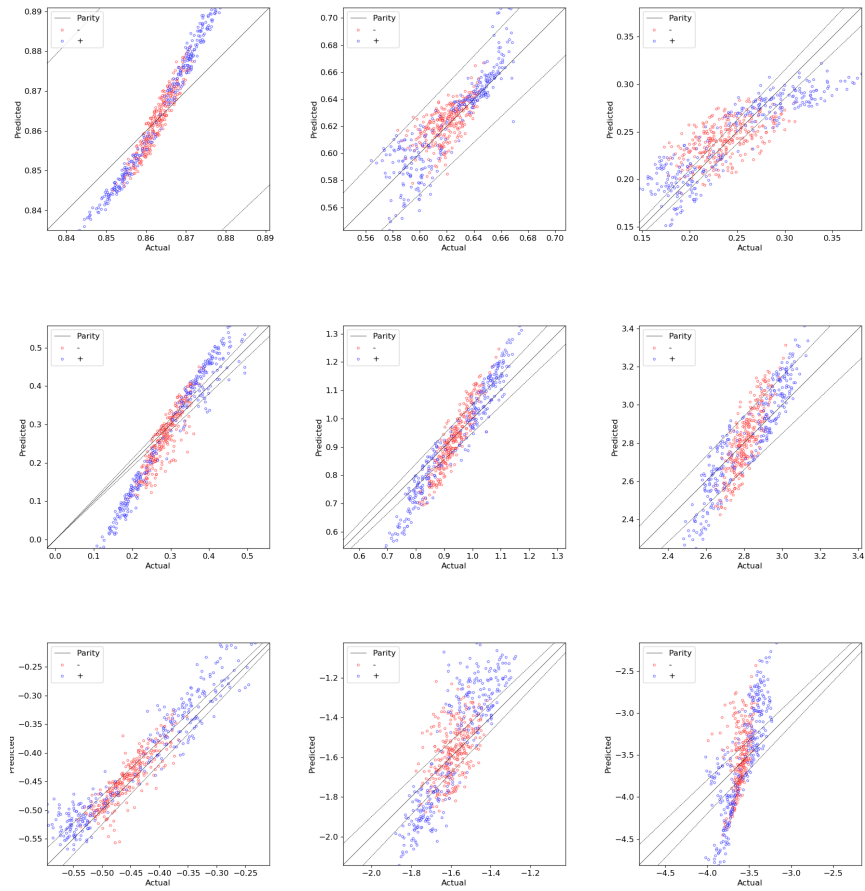 0.89
0.88
0.87
0.86
0.85
0.84
Predicted
Parity
-
+
0.84 0.85 0.86 0.87 0.88 0.89
Actual
0.70
0.68
0.66
0.64
0.62
0.60
0.58
0.56
Predicted
Parity
-
+
0.56 0.58 0.60 0.62 0.64 0.66 0.68 0.70
Actual
0.35
0.30
0.25
0.20
0.15
Predicted
Parity
-
+
0.15 0.20 0.25 0.30 0.35
Actual
0.5
0.4
0.3
0.2
0.1
0.0
Predicted
Parity
-
+
0.0 0.1 0.2 0.3 0.4 0.5
Actual
1.3
1.2
1.1
1.0
0.9
0.8
0.7
0.6
Predicted
Parity
-
+
0.6 0.7 0.8 0.9 1.0 1.1 1.2 1.3
Actual
3.4
3.2
3.0
2.8
2.6
2.4
Predicted
Parity
-
+
2.4 2.6 2.8 3.0 3.2 3.4
Actual
−0.25
−0.30
−0.35
−0.40
−0.45
−0.50
−0.55
Predicted
Parity
-
+
−0.55 −0.50 −0.45 −0.40 −0.35 −0.30 −0.25
Actual
−1.2
−1.4
−1.6
−1.8
−2.0
Predicted
Parity
-
+
−2.0 −1.8 −1.6 −1.4 −1.2
Actual
−2.5
−3.0
−3.5
−4.0
−4.5
Predicted
Parity
-
+
−4.5 −4.0 −3.5 −3.0 −2.5
Actual